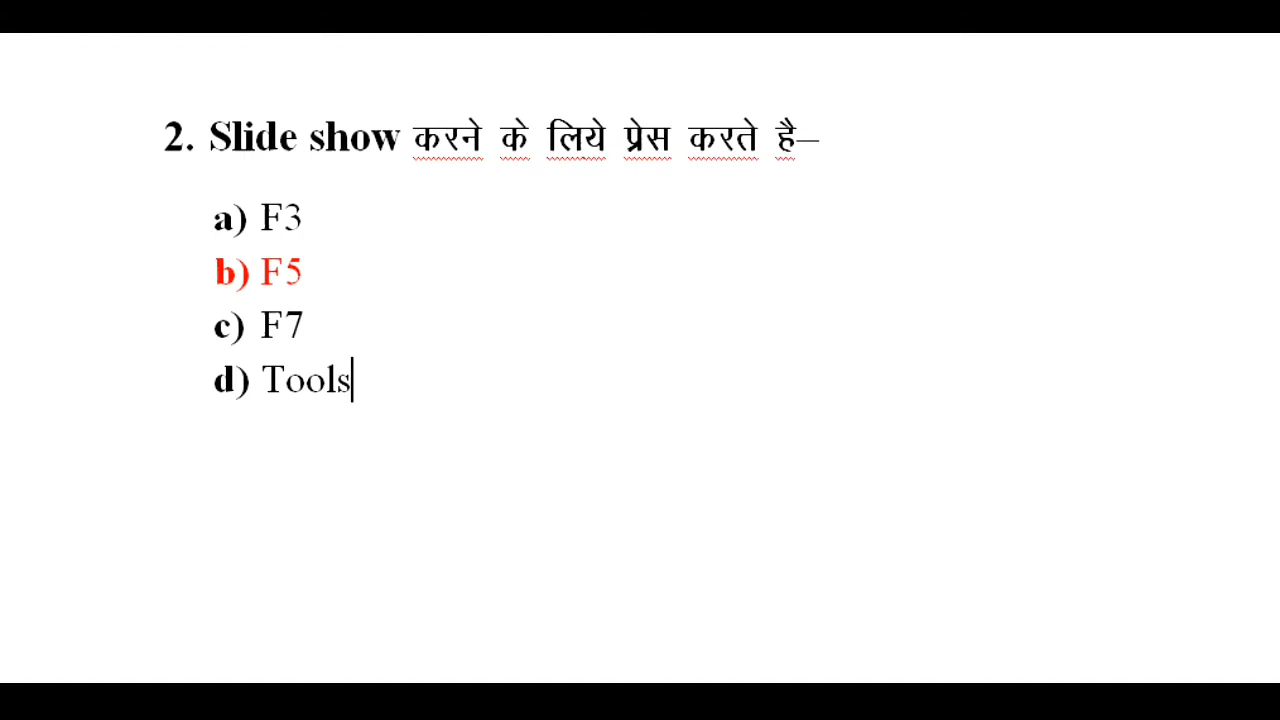 2. Slide show करने के लिये प्रेस करते है–
a) F3
b) F5
c) F7
d) Tools